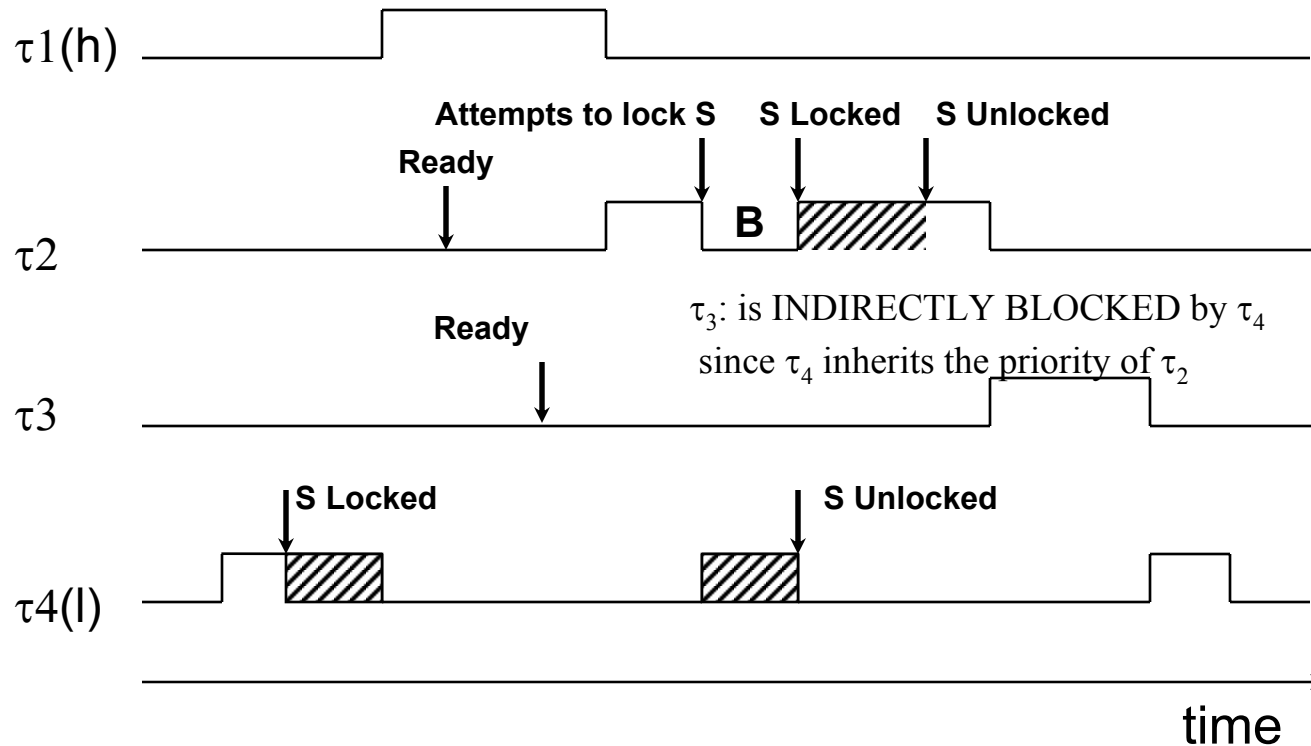 τ1(h)
Attempts to lock S
S Locked
S Unlocked
Ready
B
τ2
τ₃: is INDIRECTLY BLOCKED by τ₄
since τ₄ inherits the priority of τ₂
Ready
τ3
S Locked
S Unlocked
τ4(l)
time